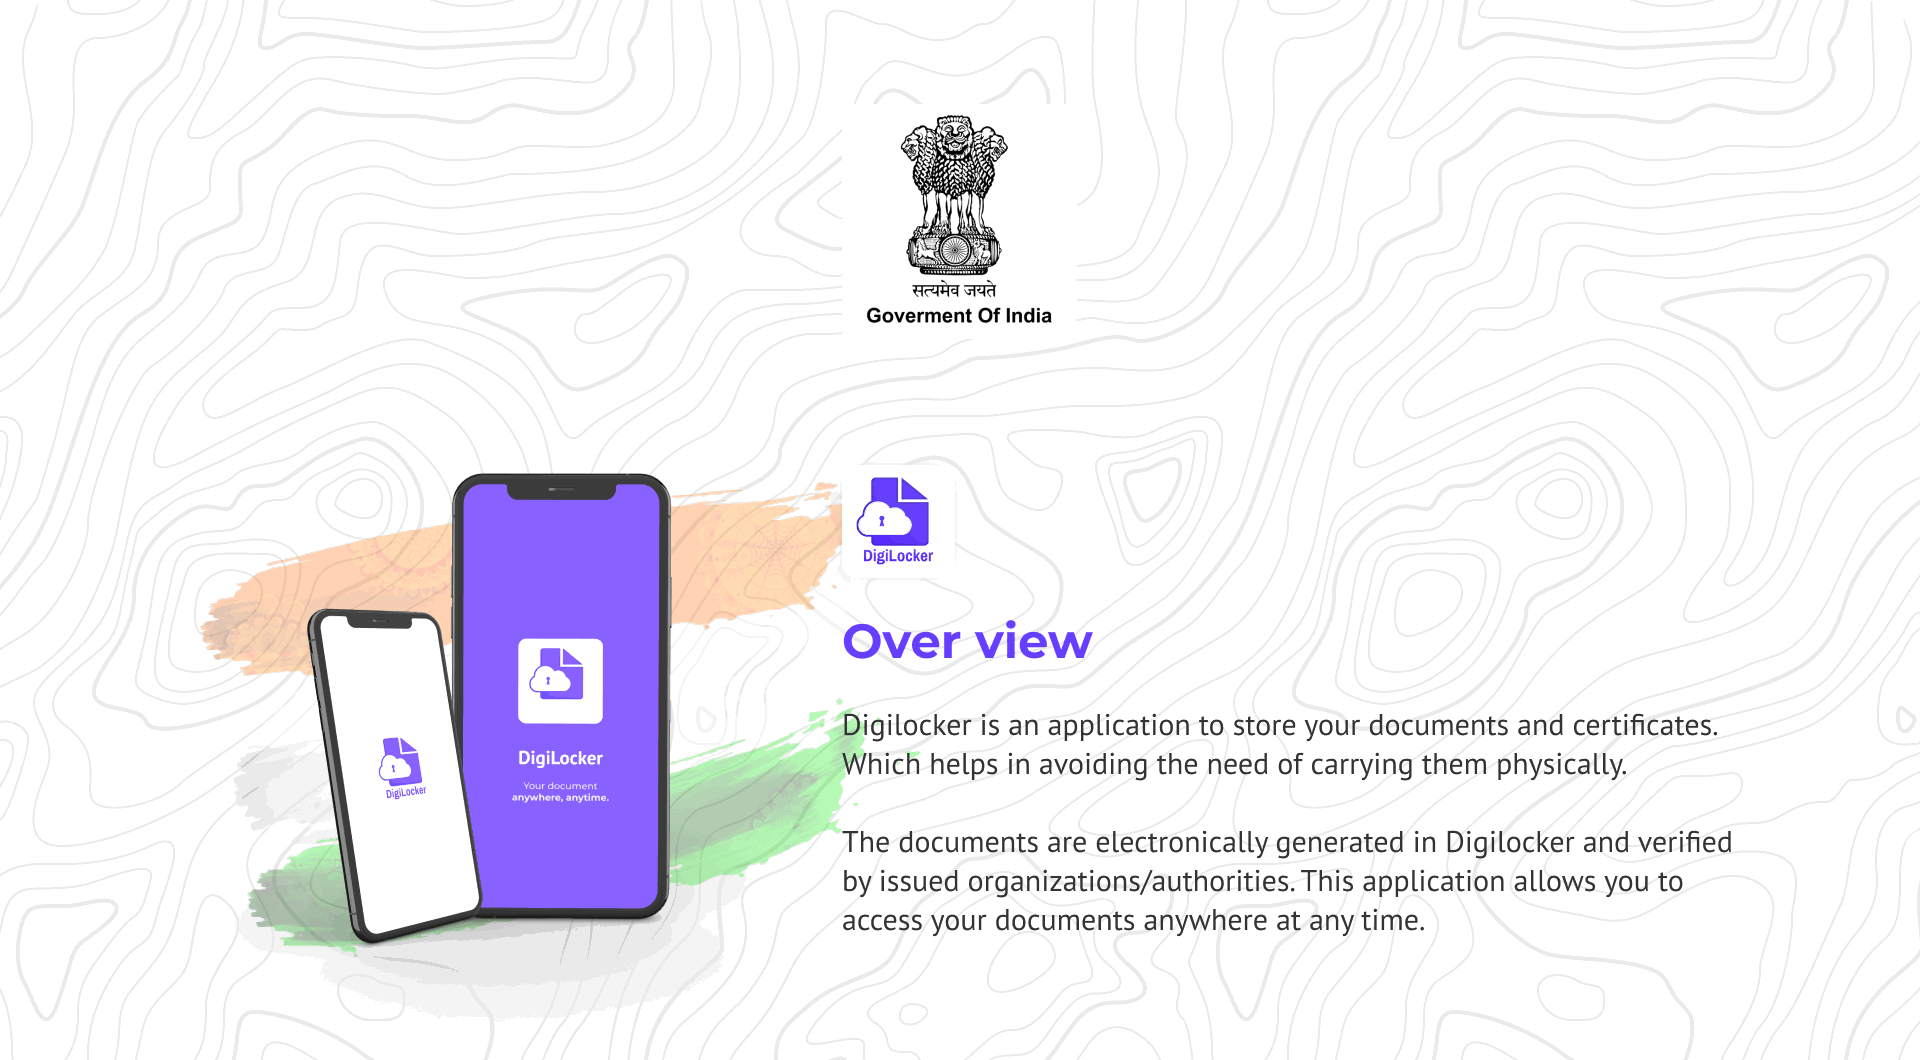 सत्यमेव जयते
Goverment Of India
DigiLocker
Over view
Digilocker is an application to store your documents and certificates.
Which helps in avoiding the need of carrying them physically.
The documents are electronically generated in Digilocker and verified
by issued organizations/authorities. This application allows you to
access your documents anywhere at any time.
DigiLocker
Your document
anywhere, anytime.
DigiLocker